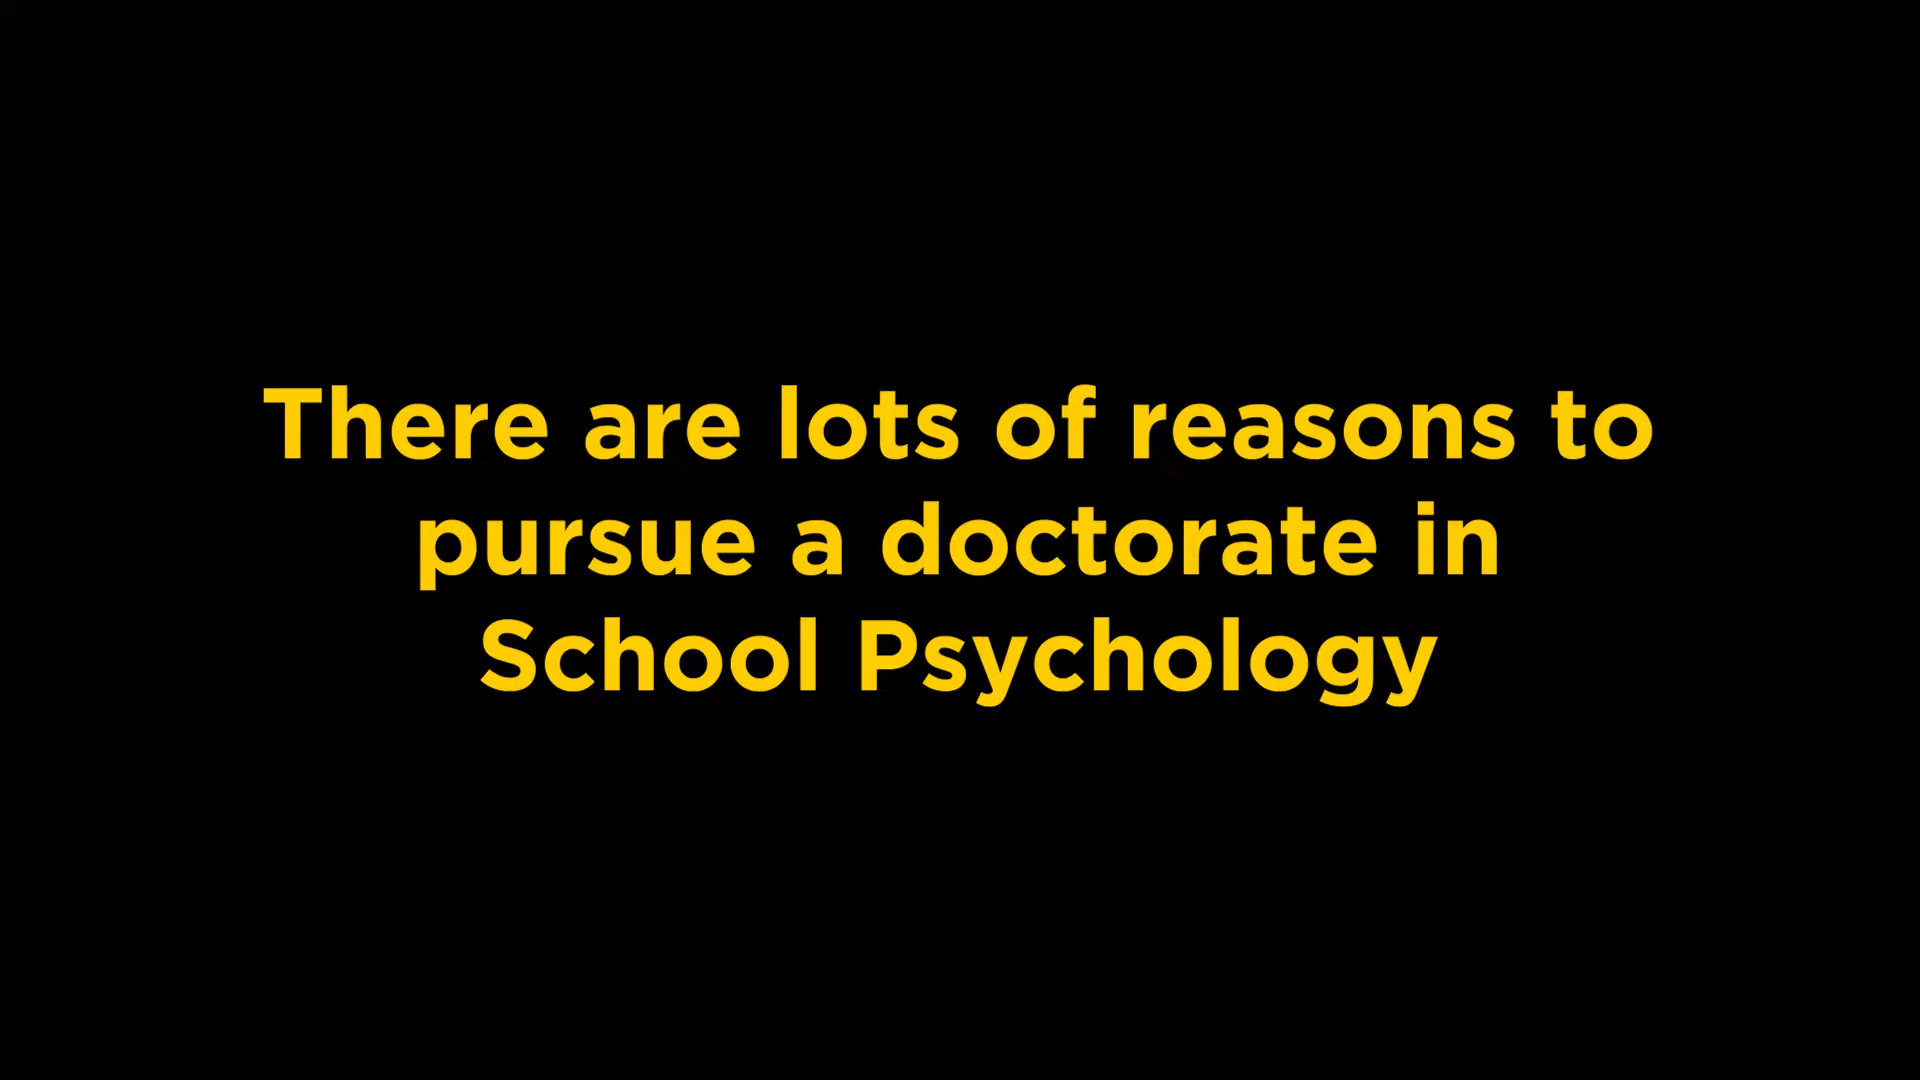 There are lots of reasons to
pursue a doctorate in
School Psychology